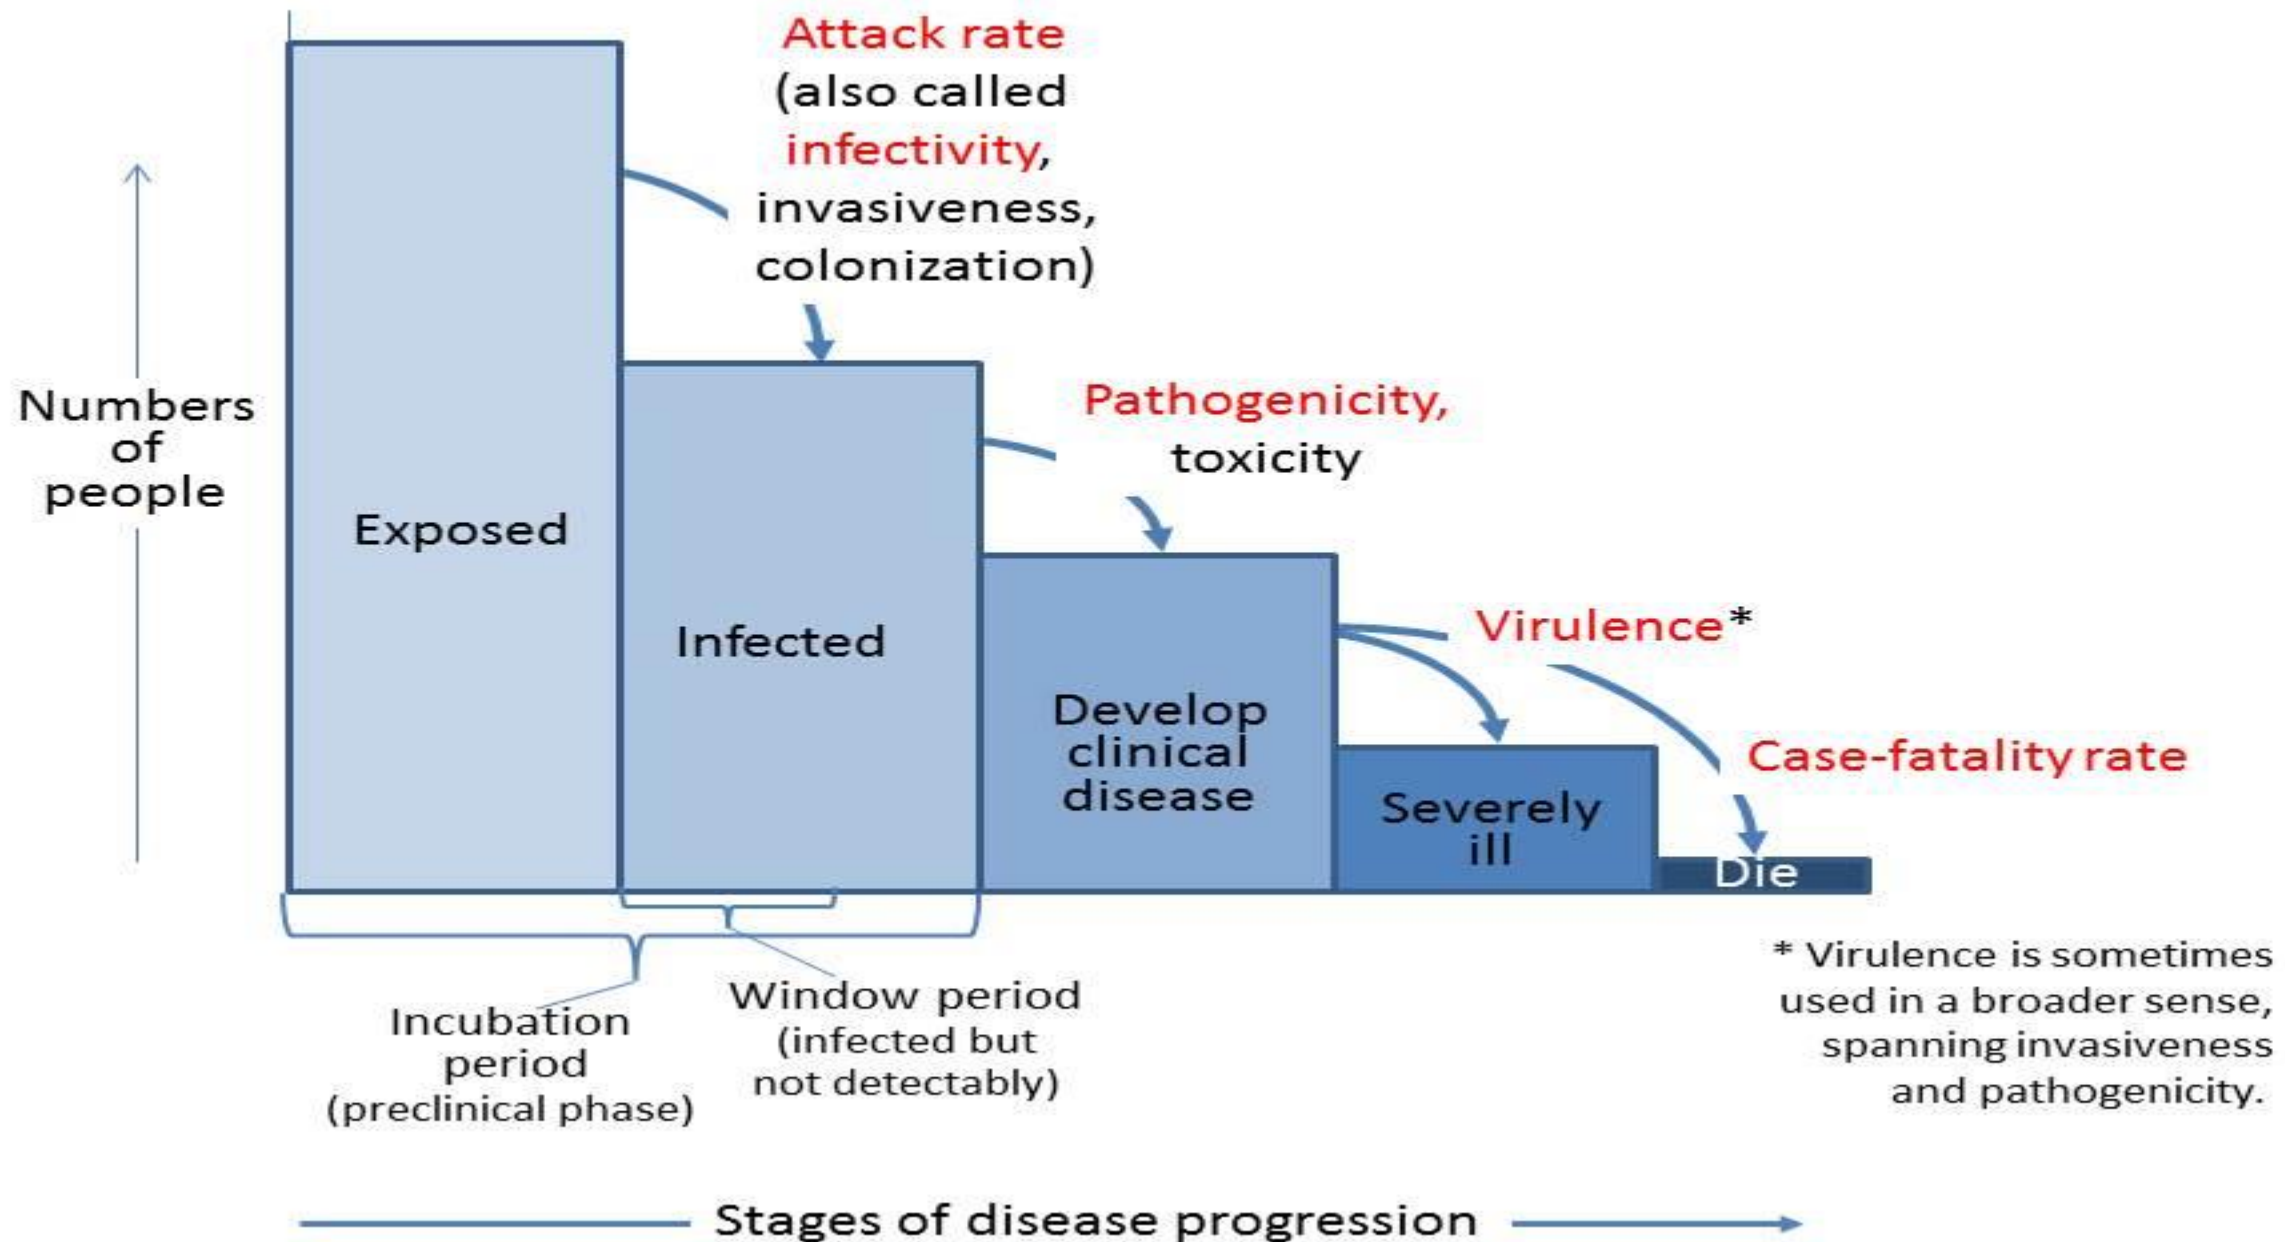 Attack rate
(also called
infectivity,
invasiveness,
colonization)
Numbers
of
people
Exposed
Infected
Pathogenicity,
toxicity
Develop
clinical
disease
Virulence*
Severely
ill
Case-fatality rate
Die
Incubation
period
(preclinical phase)
Window period
(infected but
not detectably)
* Virulence is sometimes
used in a broader sense,
spanning invasiveness
and pathogenicity.
Stages of disease progression